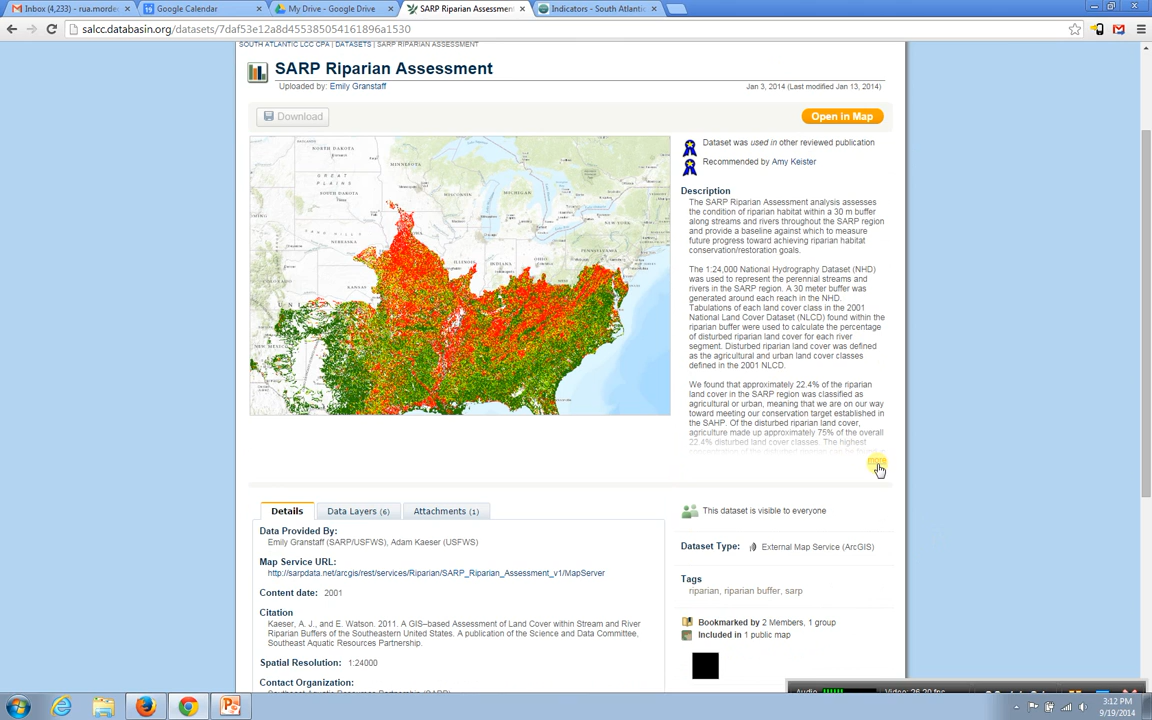 Inbox (4,233) - rua.mordec
Google Calendar
My Drive - Google Drive
SARP Riparian Assessment
Indicators - South Atlantic
salcc.databasin.org/datasets/7daf53e12a8d455385054161896a1530
SOUTH ATLANTIC LCC CPA | DATASETS | SARP RIPARIAN ASSESSMENT
SARP Riparian Assessment
Uploaded by: Emily Granstaff
Jan 3, 2014 (Last modified Jan 13, 2014)
Download
Open in Map
Dataset was used in other reviewed publication
Recommended by Amy Keister
Description
The SARP Riparian Assessment analysis assesses
the condition of riparian habitat within a 30 m buffer
along streams and rivers throughout the SARP region
and provide a baseline against which to measure
future progress toward achieving riparian habitat
conservation/restoration goals.
The 1:24,000 National Hydrography Dataset (NHD)
was used to represent the perennial streams and
rivers in the SARP region. A 30 meter buffer was
generated around each reach in the NHD.
Tabulations of each land cover class in the 2001
National Land Cover Dataset (NLCD) found within the
riparian buffer were used to calculate the percentage
of disturbed riparian land cover for each river
segment. Disturbed riparian land cover was defined
as the agricultural and urban land cover classes
defined in the 2001 NLCD.
We found that approximately 22.4% of the riparian
land cover in the SARP region was classified as
agricultural or urban, meaning that we are on our way
toward meeting our conservation target established in
the SAHP. Of the disturbed riparian land cover,
agriculture made up approximately 75% of the overall
22.4% disturbed land cover classes. The highest
more
NORTH DAKOTA
MINNESOTA
GREAT
PLAINS
SOUTH DAKOTA
WISCONSIN
MICHIGAN
NEBRASKA
ILLINOIS
INDIANA
PENNSYLVANIA
KANSAS
Details
Data Layers (6)
Attachments (1)
Data Provided By:
Emily Granstaff (SARP/USFWS), Adam Kaeser (USFWS)
Map Service URL:
http://sarpdata.net/arcgis/rest/services/Riparian/SARP_Riparian_Assessment_v1/MapServer
Content date: 2001
Citation
Kaeser, A. J., and E. Watson. 2011. A GIS–based Assessment of Land Cover within Stream and River
Riparian Buffers of the Southeastern United States. A publication of the Science and Data Committee,
Southeast Aquatic Resources Partnership.
Spatial Resolution: 1:24000
Contact Organization:
This dataset is visible to everyone
Dataset Type: External Map Service (ArcGIS)
Tags
riparian, riparian buffer, sarp
Bookmarked by 2 Members, 1 group
Included in 1 public map
3:12 PM
9/19/2014